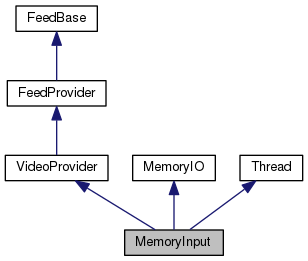 FeedBase
FeedProvider
VideoProvider
MemoryIO
Thread
MemoryInput